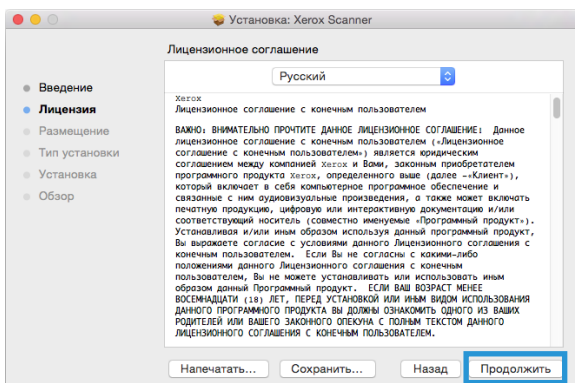 Установка: Xerox Scanner
Лицензионное соглашение
Введение
Лицензия
Размещение
Тип установки
Установка
Обзор
Русский
Xerox
Лицензионное соглашение с конечным пользователем
ВАЖНО: ВНИМАТЕЛЬНО ПРОЧТИТЕ ДАННОЕ ЛИЦЕНЗИОННОЕ СОГЛАШЕНИЕ: Данное
лицензионное соглашение с конечным пользователем («Лицензионное
соглашение с конечным пользователем») является юридическим
соглашением между компанией Xerox и Вами, законным приобретателем
программного продукта Xerox, определенного выше (далее -«Клиент»),
который включает в себя компьютерное программное обеспечение и
связанные с ним аудиовизуальные произведения, а также может включать
печатную продукцию, цифровую или интерактивную документацию и/или
соответствующий носитель (совместно именуемые «Программный продукт»).
Устанавливая и/или иным образом используя данный программный продукт,
Вы выражаете согласие с условиями данного Лицензионного соглашения с
конечным пользователем. Если Вы не согласны с какими-либо
положениями данного Лицензионного соглашения с конечным
пользователем, Вы не можете устанавливать или использовать иным
образом данный Программный продукт. ЕСЛИ ВАШ ВОЗРАСТ МЕНЕЕ
ВОСЕМНАДЦАТИ (18) ЛЕТ, ПЕРЕД УСТАНОВКОЙ ИЛИ ИНЫМ ВИДОМ ИСПОЛЬЗОВАНИЯ
ДАННОГО ПРОГРАММНОГО ПРОДУКТА ВЫ ДОЛЖНЫ ОЗНАКОМИТЬ ОДНОГО ИЗ ВАШИХ
РОДИТЕЛЕЙ ИЛИ ВАШЕГО ЗАКОННОГО ОПЕКУНА С ПОЛНЫМ ТЕКСТОМ ДАННОГО
ЛИЦЕНЗИОННОГО СОГЛАШЕНИЯ С КОНЕЧНЫМ ПОЛЬЗОВАТЕЛЕМ.
Напечатать... Сохранить... Назад Продолжить